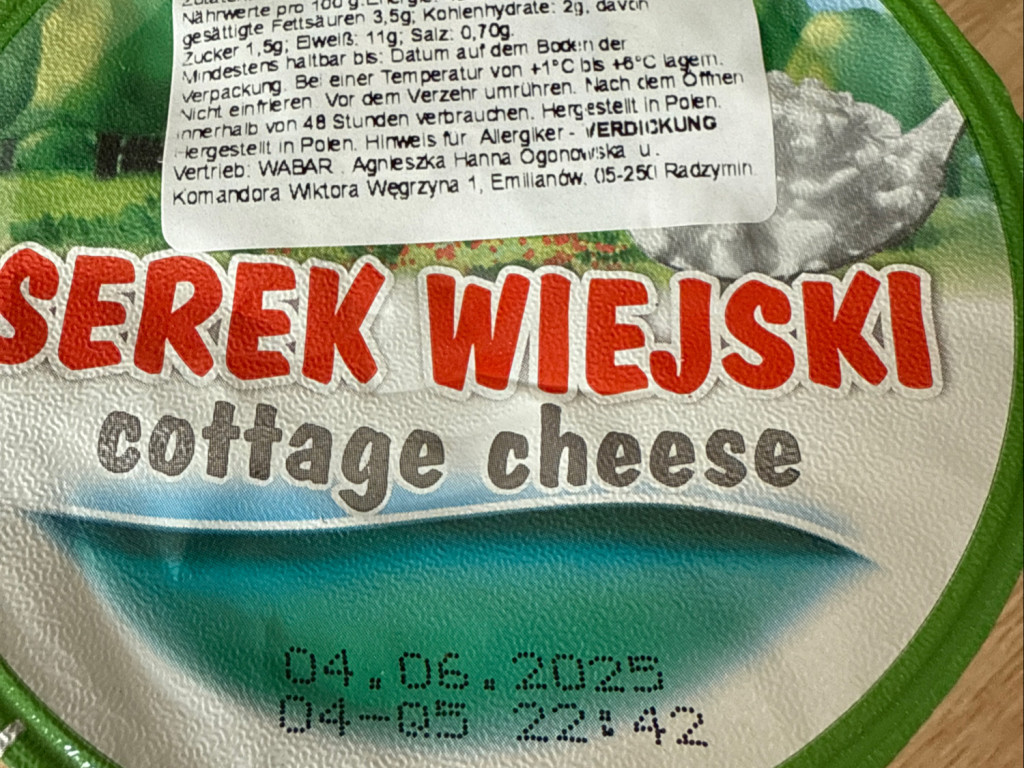 Nährwerte pro 100 g.
gesättigte Fettsäuren 3,5g; Kohlenhydrate: 2g, davon
Zucker 1,5g; Eiweiß: 11g; Salz: 0,70g.
Mindestens haltbar bis: Datum auf dem Boden der
Verpackung. Bei einer Temperatur von +1°C bis +6°C lagern.
Nicht einfrieren. Vor dem Verzehr umrühren. Nach dem Öffnen
innerhalb von 48 Stunden verbrauchen. Hergestellt in Polen.
Hergestellt in Polen. Hinweis für Allergiker - VERDICKUNG
Vertrieb: WABAR Agnieszka Hanna Ogonowska u.
Komandora Wiktora Węgrzyna 1, Emilianów, 05-250 Radzymin.
SEREK WIEJSKI
cottage cheese
04.06.2025
04-05 22:42